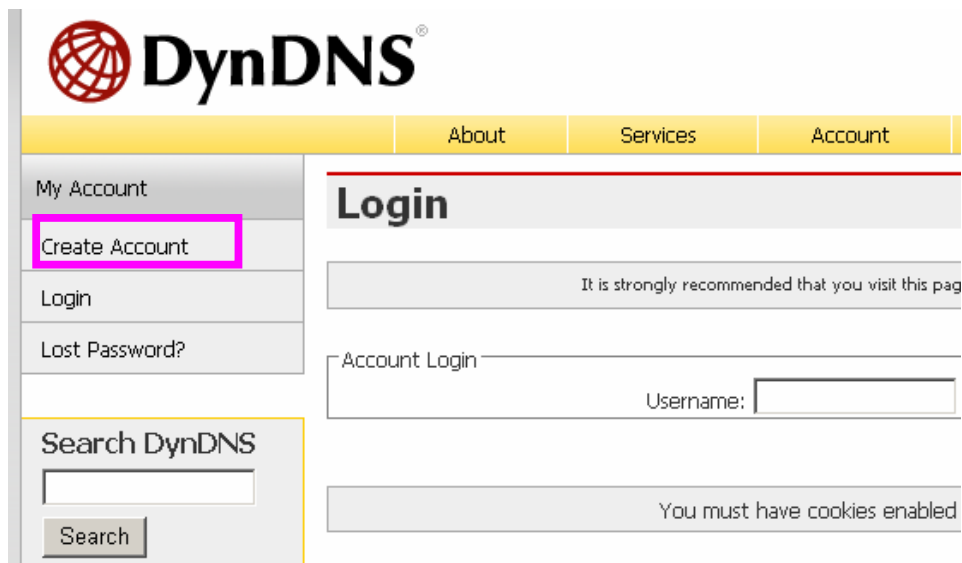 DynDNS®
About Services Account
My Account
Create Account
Login
Lost Password?
Search DynDNS
Search
Login
It is strongly recommended that you visit this pag
Account Login
Username:
You must have cookies enabled